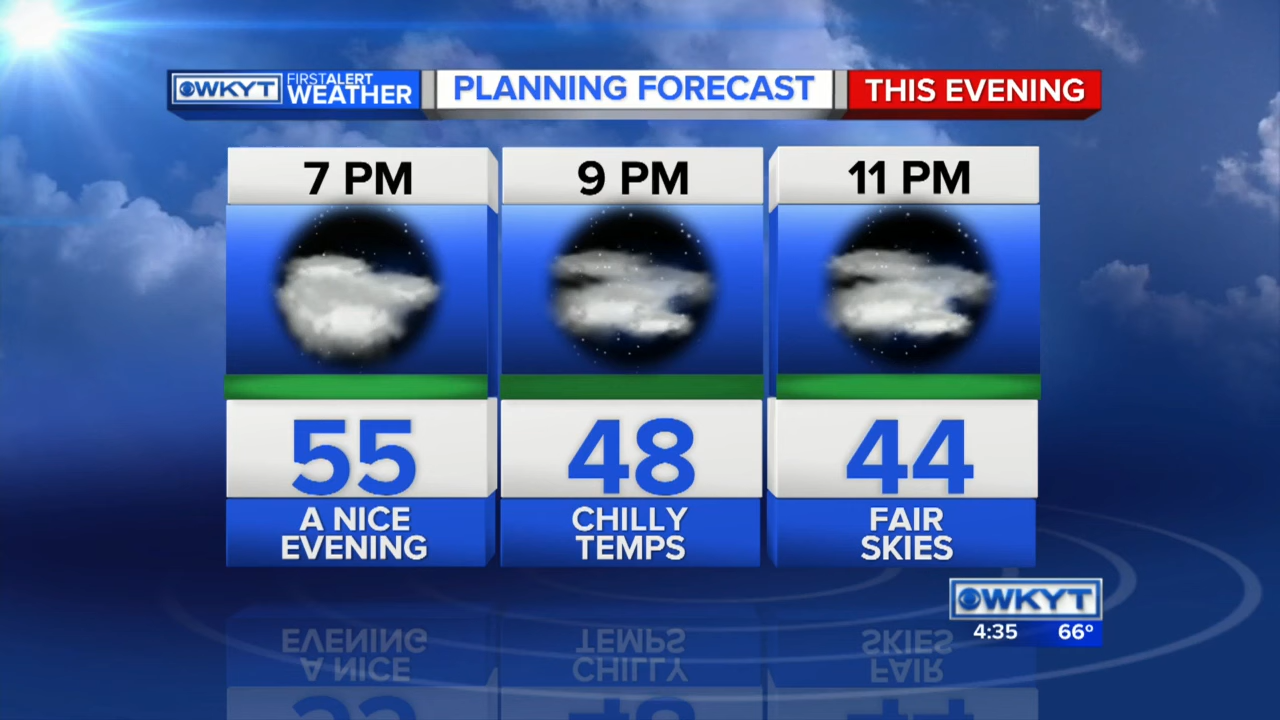 WKYT FIRST ALERT WEATHER PLANNING FORECAST THIS EVENING
7 PM 9 PM 11 PM
55 48 44
A NICE EVENING
CHILLY TEMPS
FAIR SKIES
WKYT
4:35 66°